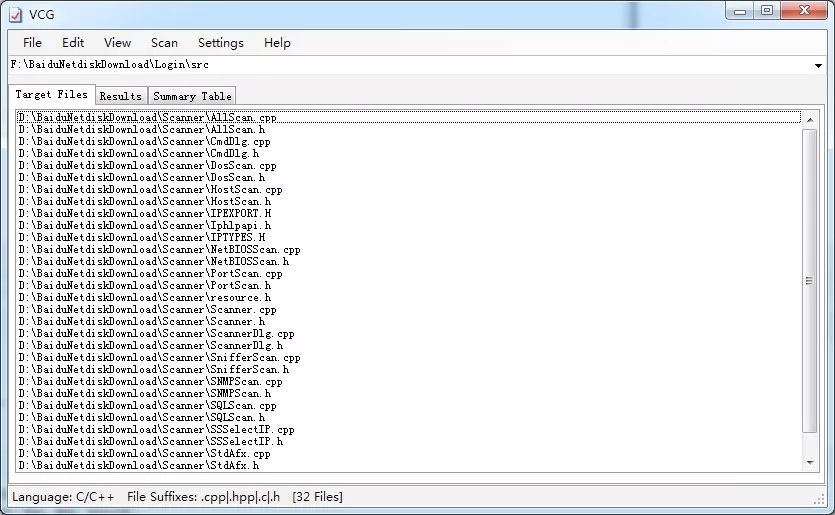 VCG
File Edit View Scan Settings Help
F:\BaiduNetdiskDownload\Login\src
Target Files Results Summary Table
D:\BaiduNetdiskDownload\Scanner\AllScan.cpp
D:\BaiduNetdiskDownload\Scanner\AllScan.h
D:\BaiduNetdiskDownload\Scanner\CmdDlg.cpp
D:\BaiduNetdiskDownload\Scanner\CmdDlg.h
D:\BaiduNetdiskDownload\Scanner\DosScan.cpp
D:\BaiduNetdiskDownload\Scanner\DosScan.h
D:\BaiduNetdiskDownload\Scanner\HostScan.cpp
D:\BaiduNetdiskDownload\Scanner\HostScan.h
D:\BaiduNetdiskDownload\Scanner\IPEXPORT.H
D:\BaiduNetdiskDownload\Scanner\Iphlpapi.h
D:\BaiduNetdiskDownload\Scanner\IPTYPES.H
D:\BaiduNetdiskDownload\Scanner\NetBIOSScan.cpp
D:\BaiduNetdiskDownload\Scanner\NetBIOSScan.h
D:\BaiduNetdiskDownload\Scanner\PortScan.cpp
D:\BaiduNetdiskDownload\Scanner\PortScan.h
D:\BaiduNetdiskDownload\Scanner\resource.h
D:\BaiduNetdiskDownload\Scanner\Scanner.cpp
D:\BaiduNetdiskDownload\Scanner\Scanner.h
D:\BaiduNetdiskDownload\Scanner\ScannerDlg.cpp
D:\BaiduNetdiskDownload\Scanner\ScannerDlg.h
D:\BaiduNetdiskDownload\Scanner\SnifferScan.cpp
D:\BaiduNetdiskDownload\Scanner\SnifferScan.h
D:\BaiduNetdiskDownload\Scanner\SNMPScan.cpp
D:\BaiduNetdiskDownload\Scanner\SNMPScan.h
D:\BaiduNetdiskDownload\Scanner\SQLScan.cpp
D:\BaiduNetdiskDownload\Scanner\SQLScan.h
D:\BaiduNetdiskDownload\Scanner\SSSelectIP.cpp
D:\BaiduNetdiskDownload\Scanner\SSSelectIP.h
D:\BaiduNetdiskDownload\Scanner\StdAfx.cpp
D:\BaiduNetdiskDownload\Scanner\StdAfx.h
Language: C/C++ File Suffixes: .cpp|.hpp|.c|.h [32 Files]